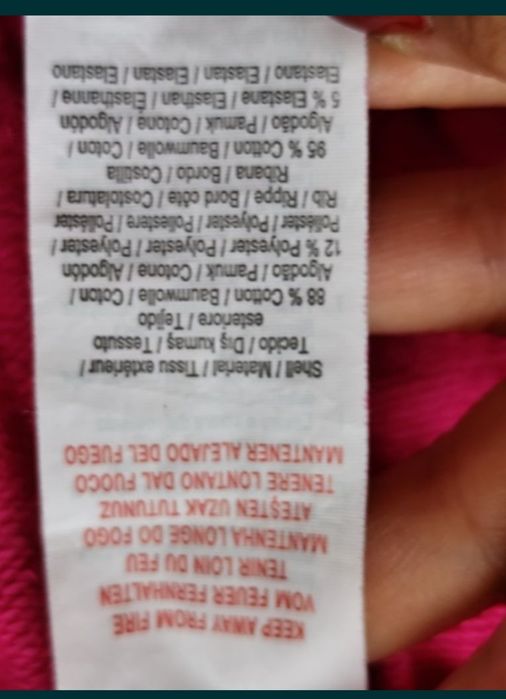 KEEP AWAY FROM FIRE
VOM FEUER FERNHALTEN
TENIR LOIN DU FEU
MANTENHA LONGE DO FOGO
ATEŞTEN UZAK TUTUNUZ
TENERE LONTANO DAL FUOCO
MANTENER ALEJADO DEL FUEGO
Shell / Material / Tissu extérieur /
Tecido / Dış kumaş / Tessuto
esteriore / Tejido
88 % Cotton / Baumwolle / Coton /
Algodão / Pamuk / Cotone / Algodón
12 % Polyester / Polyester / Polyester /
Poliéster / Polyester / Poliestere / Poliéster
Rib / Rippe / Bord côte / Costolatura /
Ribana / Bordo / Costilla
95 % Cotton / Baumwolle / Coton /
Algodão / Pamuk / Cotone / Algodón
5 % Elastane / Elasthan / Élasthanne /
Elastano / Elastan / Elastan / Elastano